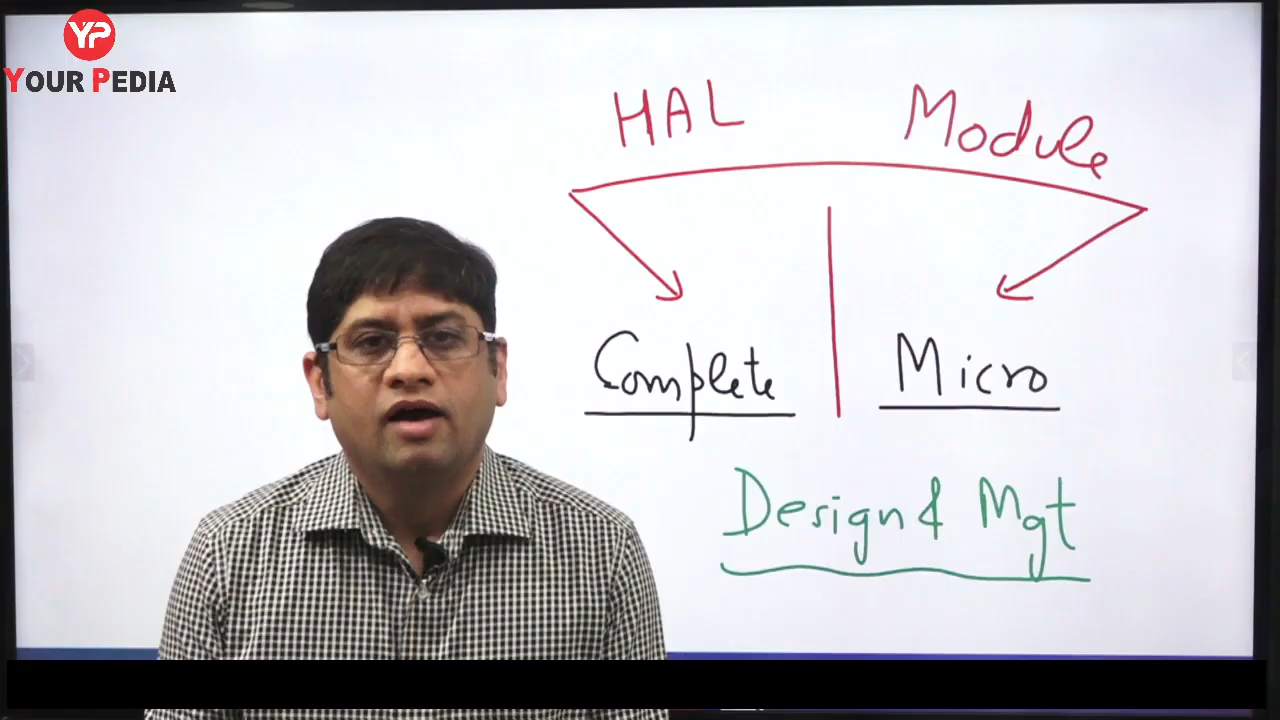 YP
YOUR PEDIA
HAL Module
Complete Micro
Design & Mgt